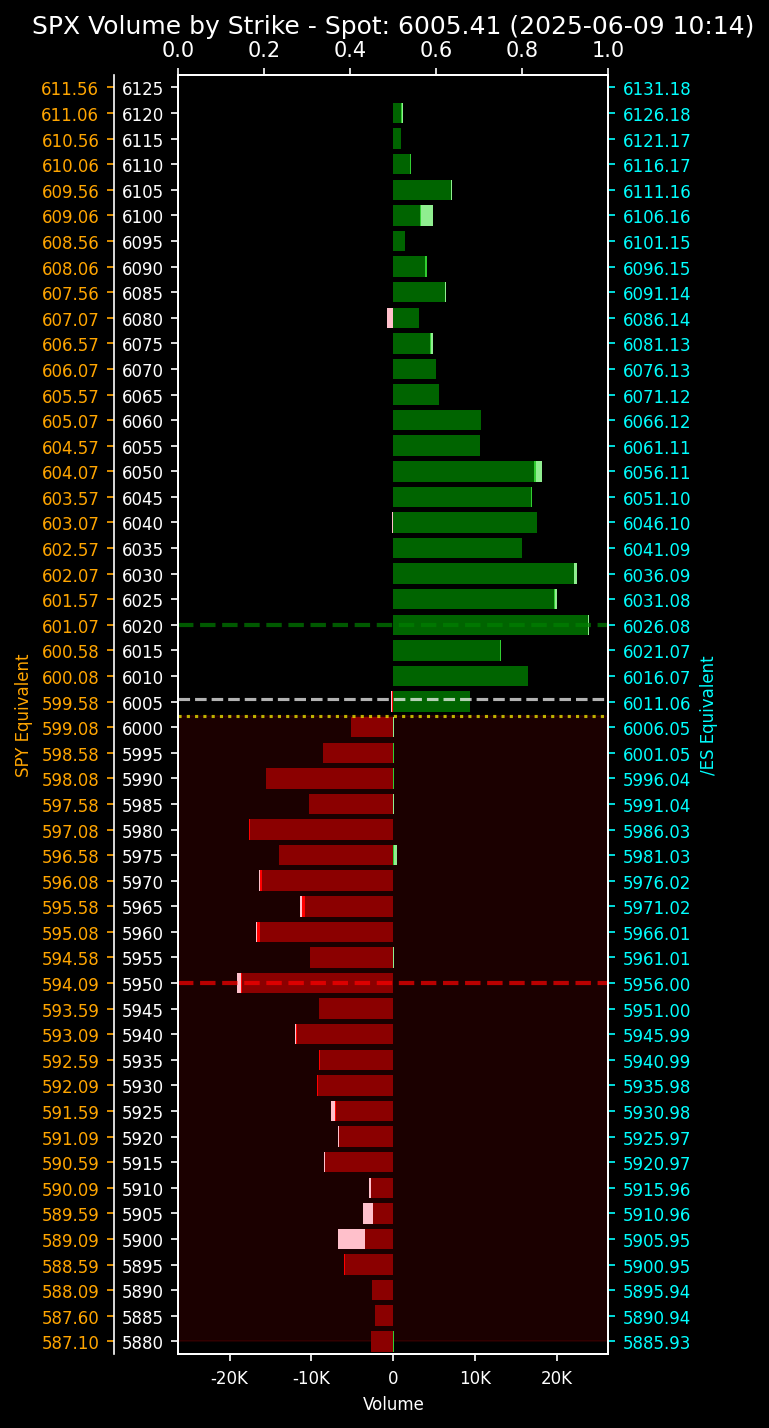 SPX Volume by Strike - Spot: 6005.41 (2025-06-09 10:14)
0.0 0.2 0.4 0.6 0.8 1.0
611.56 6125 6131.18
611.06 6120 6126.18
610.56 6115 6121.17
610.06 6110 6116.17
609.56 6105 6111.16
609.06 6100 6106.16
608.56 6095 6101.15
608.06 6090 6096.15
607.56 6085 6091.14
607.07 6080 6086.14
606.57 6075 6081.13
606.07 6070 6076.13
605.57 6065 6071.12
605.07 6060 6066.12
604.57 6055 6061.11
604.07 6050 6056.11
603.57 6045 6051.10
603.07 6040 6046.10
602.57 6035 6041.09
602.07 6030 6036.09
601.57 6025 6031.08
601.07 6020 6026.08
600.58 6015 6021.07
600.08 6010 6016.07
599.58 6005 6011.06
599.08 6000 6006.05
598.58 5995 6001.05
598.08 5990 5996.04
597.58 5985 5991.04
597.08 5980 5986.03
596.58 5975 5981.03
596.08 5970 5976.02
595.58 5965 5971.02
595.08 5960 5966.01
594.58 5955 5961.01
594.09 5950 5956.00
593.59 5945 5951.00
593.09 5940 5945.99
592.59 5935 5940.99
592.09 5930 5935.98
591.59 5925 5930.98
591.09 5920 5925.97
590.59 5915 5920.97
590.09 5910 5915.96
589.59 5905 5910.96
589.09 5900 5905.95
588.59 5895 5900.95
588.09 5890 5895.94
587.60 5885 5890.94
587.10 5880 5885.93
SPY Equivalent
/ES Equivalent
-20K -10K 0 10K 20K
Volume